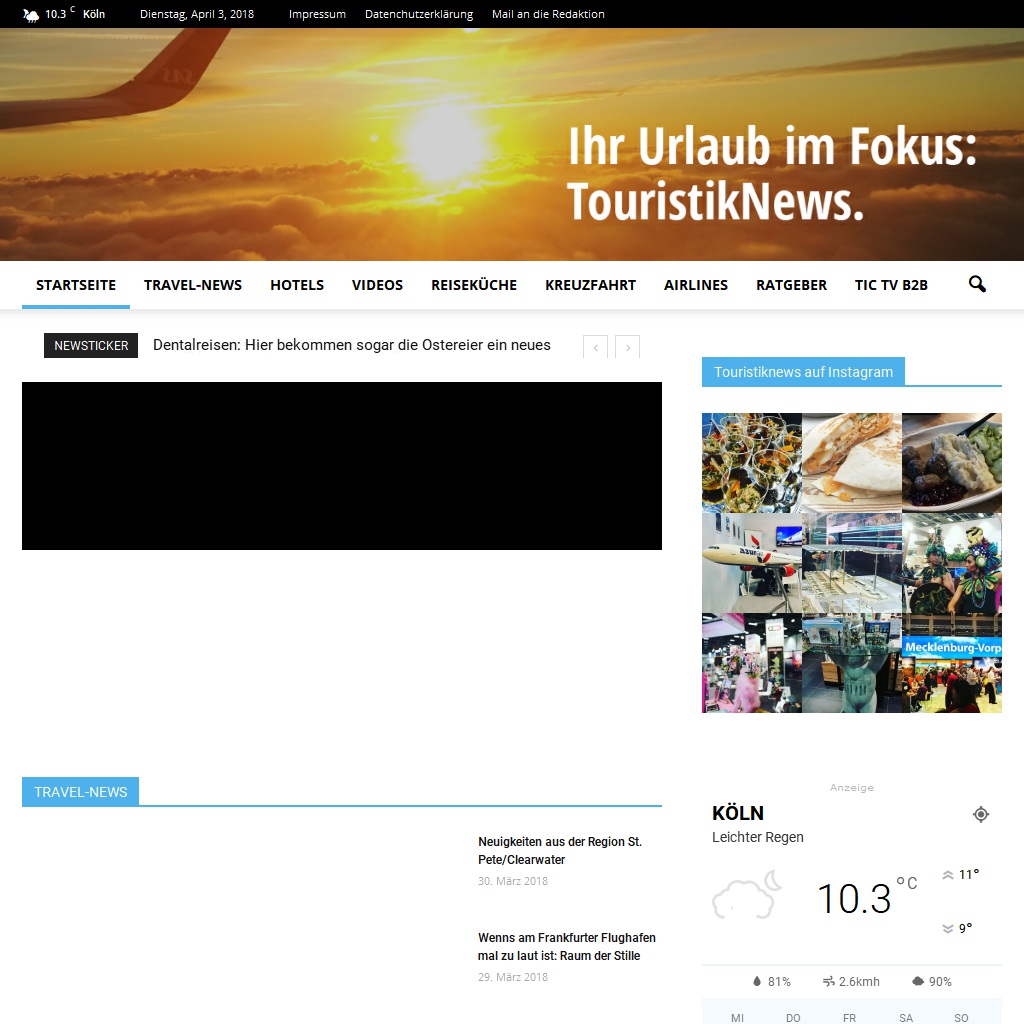 10.3 C Köln Dienstag, April 3, 2018 Impressum Datenchutzerklärung Mail an die Redaktion
Ihr Urlaub im Fokus:
TouristikNews.
STARTSEITE TRAVEL-NEWS HOTELS VIDEOS REISEKÜCHE KREUZFAHRT AIRLINES RATGEBER TIC TV B2B
NEWSTICKER Dentalreisen: Hier bekommen sogar die Ostereier ein neues
Touristiknews auf Instagram
azur
Mecklenburg-Vorp
TRAVEL-NEWS
Neuigkeiten aus der Region St.
Pete/Clearwater
30. März 2018
Wenns am Frankfurter Flughafen
mal zu laut ist: Raum der Stille
29. März 2018
Anzeige
KÖLN
Leichter Regen
10.3 °C
11°
9°
81% 2.6kmh 90%
MI DO FR SA SO